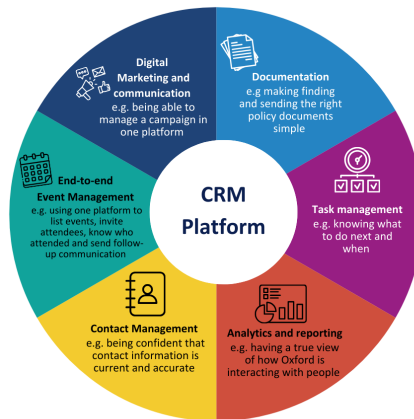 Digital
Marketing and
communication
e.g. being able to
manage a campaign in
one platform
Documentation
e.g making finding
and sending the right
policy documents
simple
End-to-end
Event Management
e.g. using one platform to
list events, invite
attendees, know who
attended and send follow-
up communication
CRM
Platform
Task management
e.g. knowing what
to do next and
when
Contact Management
e.g. being confident that
contact information is
current and accurate
Analytics and reporting
e.g. having a true view
of how Oxford is
interacting with people